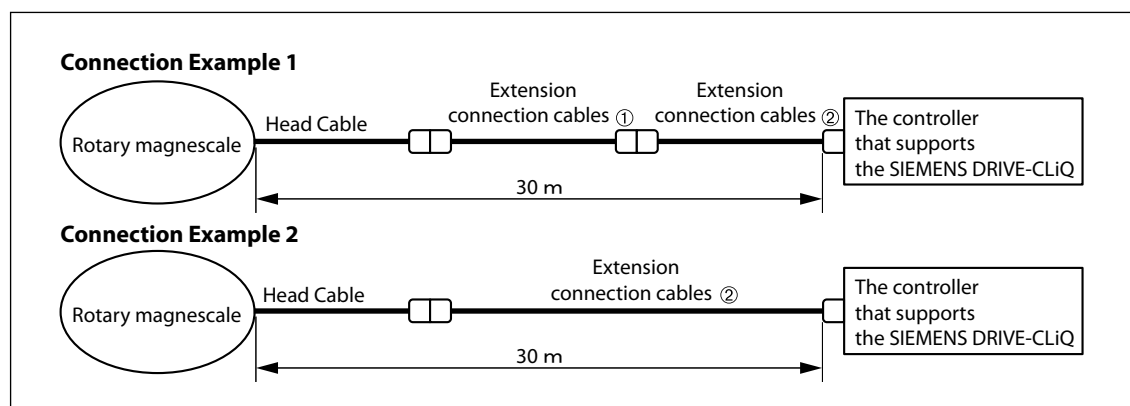 Connection Example 1
Rotary magnescale
Head Cable
Extension
connection cables ①
Extension
connection cables ②
The controller
that supports
the SIEMENS DRIVE-CLiQ
30 m
Connection Example 2
Rotary magnescale
Head Cable
Extension
connection cables ②
The controller
that supports
the SIEMENS DRIVE-CLiQ
30 m